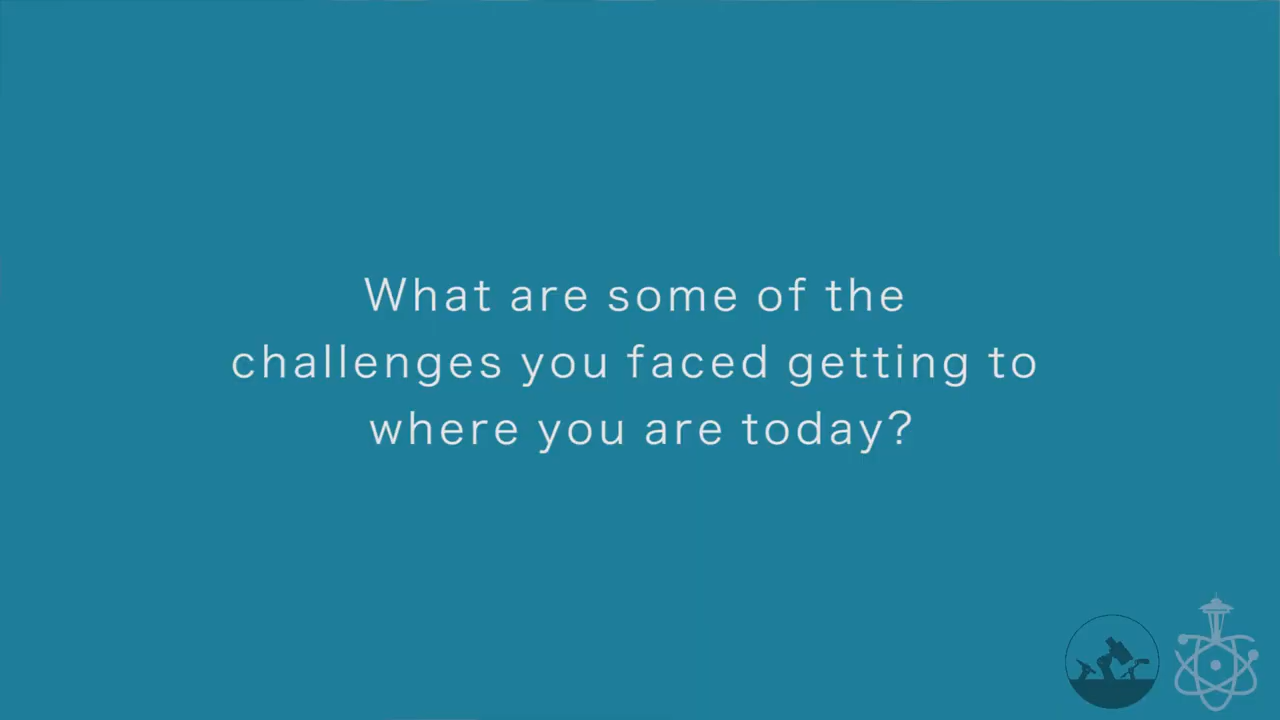 What are some of the
challenges you faced getting to
where you are today?